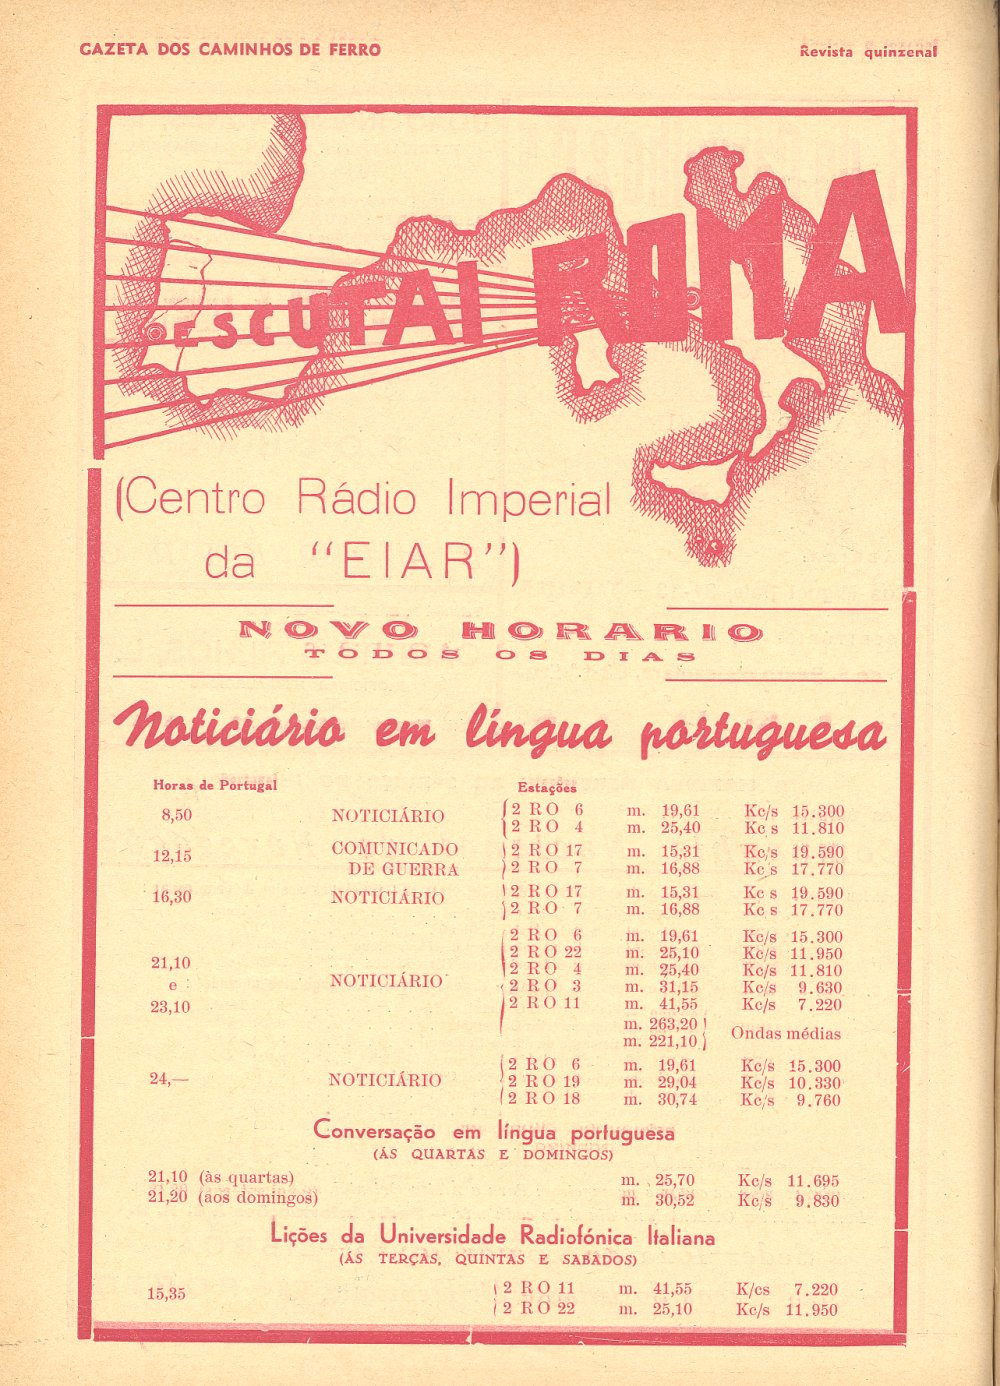 GAZETA DOS CAMINHOS DE FERRO
Revista quinzenal
ESCUTAI ROMA
(Centro Rádio Imperial
da "EIAR")
NOVO HORARIO
TODOS OS DIAS
Noticiário em língua portuguesa
Horas de Portugal Estações
8,50 NOTICIÁRIO 2 RO 6 m. 19,61 Kc/s 15.300
2 RO 4 m. 25,40 Kc s 11.810
12,15 COMUNICADO DE GUERRA 2 RO 17 m. 15,31 Kc/s 19.590
2 RO 7 m. 16,88 Kc s 17.770
16,30 NOTICIÁRIO 2 RO 17 m. 15,31 Kc s 19.590
2 RO 7 m. 16,88 Kc s 17.770
21,10 e 23,10 NOTICIÁRIO 2 RO 6 m. 19,61 Kc/s 15.300
2 RO 22 m. 25,10 Kc/s 11.950
2 RO 4 m. 25,40 Kc/s 11.810
2 RO 3 m. 31,15 Kc/s 9.630
2 RO 11 m. 41,55 Kc/s 7.220
m. 263,20
m. 221,10 Ondas médias
24,— NOTICIÁRIO 2 RO 6 m. 19,61 Kc/s 15.300
2 RO 19 m. 29,04 Kc/s 10.330
2 RO 18 m. 30,74 Kc/s 9.760
Conversação em língua portuguesa
(ÁS QUARTAS E DOMINGOS)
21,10 (às quartas) m. 25,70 Kc/s 11.695
21,20 (aos domingos) m. 30,52 Kc/s 9.830
Lições da Universidade Radiofónica Italiana
(ÁS TERÇAS, QUINTAS E SABADOS)
15,35 2 RO 11 m. 41,55 K/cs 7.220
2 RO 22 m. 25,10 Kc/s 11.950